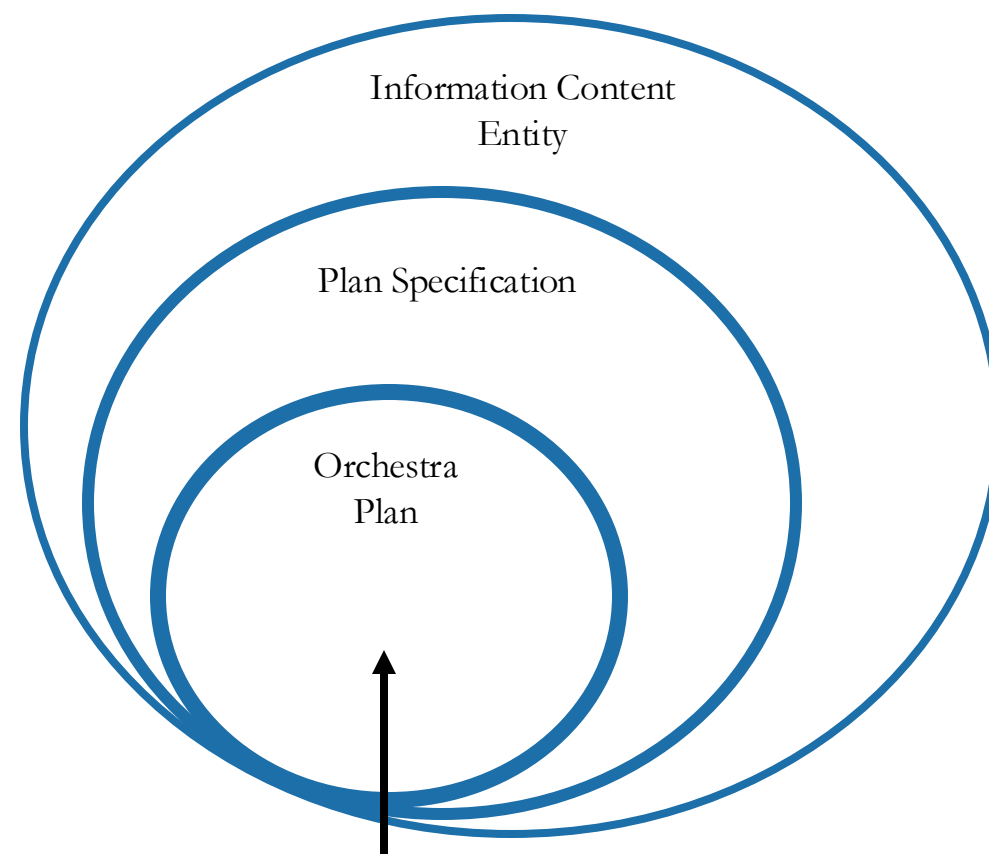 Information Content
Entity
Plan Specification
Orchestra
Plan